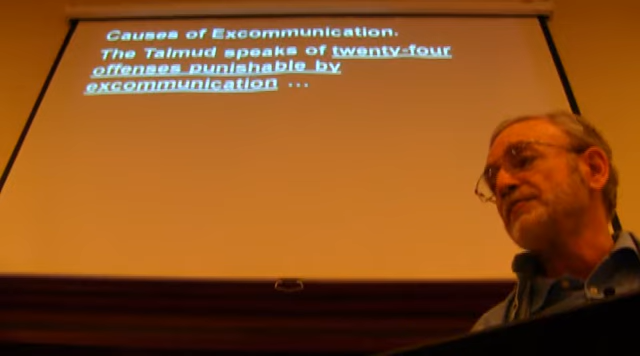 Causes of Excommunication.
The Talmud speaks of twenty-four
offenses punishable by
excommunication ...